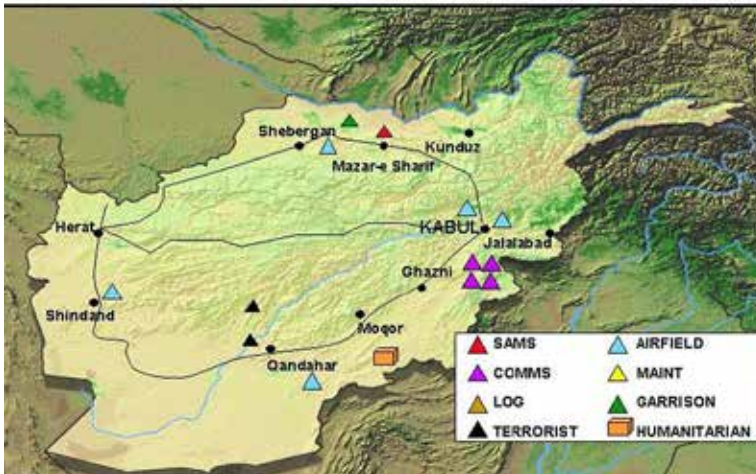 Shebergan
Kunduz
Mazar-e Sharif
Herat
KABUL
Jalalabad
Ghazni
Shindand
Moqor
Qandahar
SAMS
AIRFIELD
COMMS
MAINT
LOG
GARRISON
TERRORIST
HUMANITARIAN